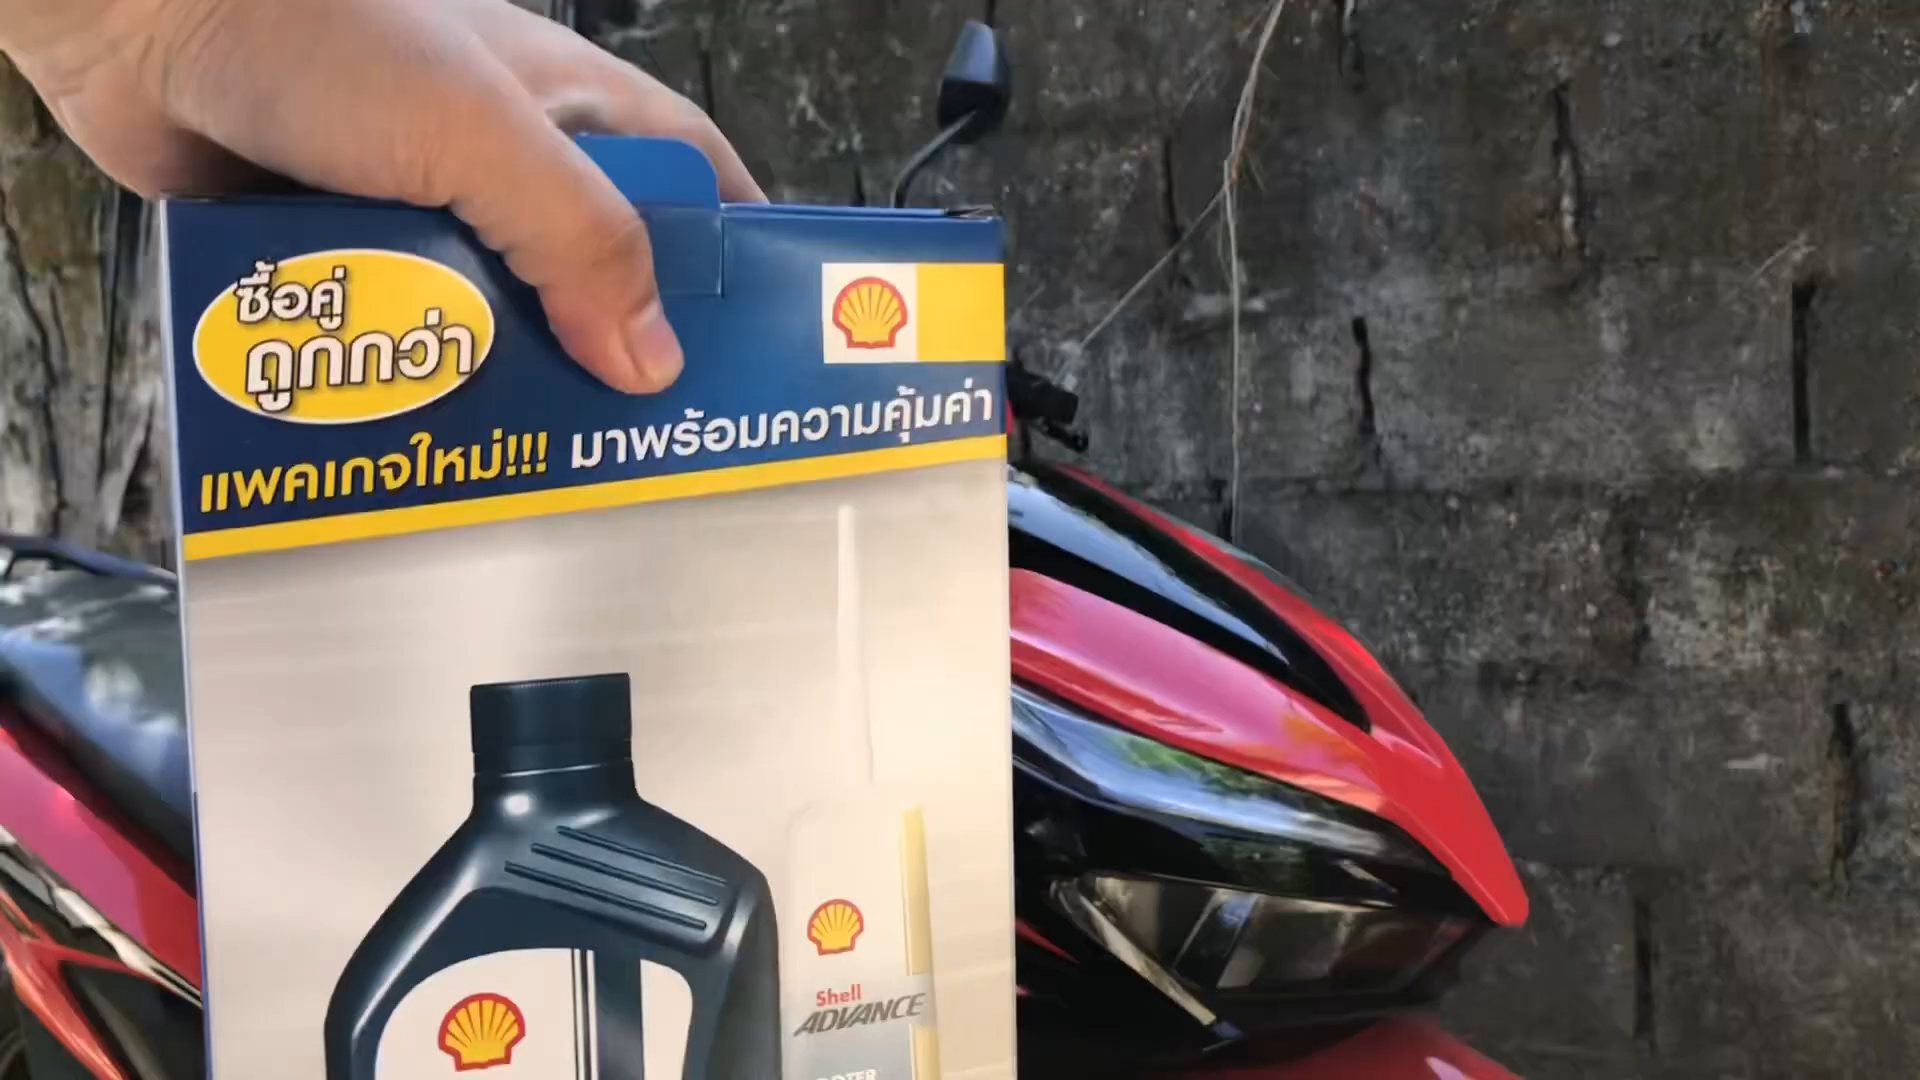 ซื้อคู่
ถูกกว่า
แพคเกจใหม่!!! มาพร้อมความคุ้มค่า
Shell
ADVANCE